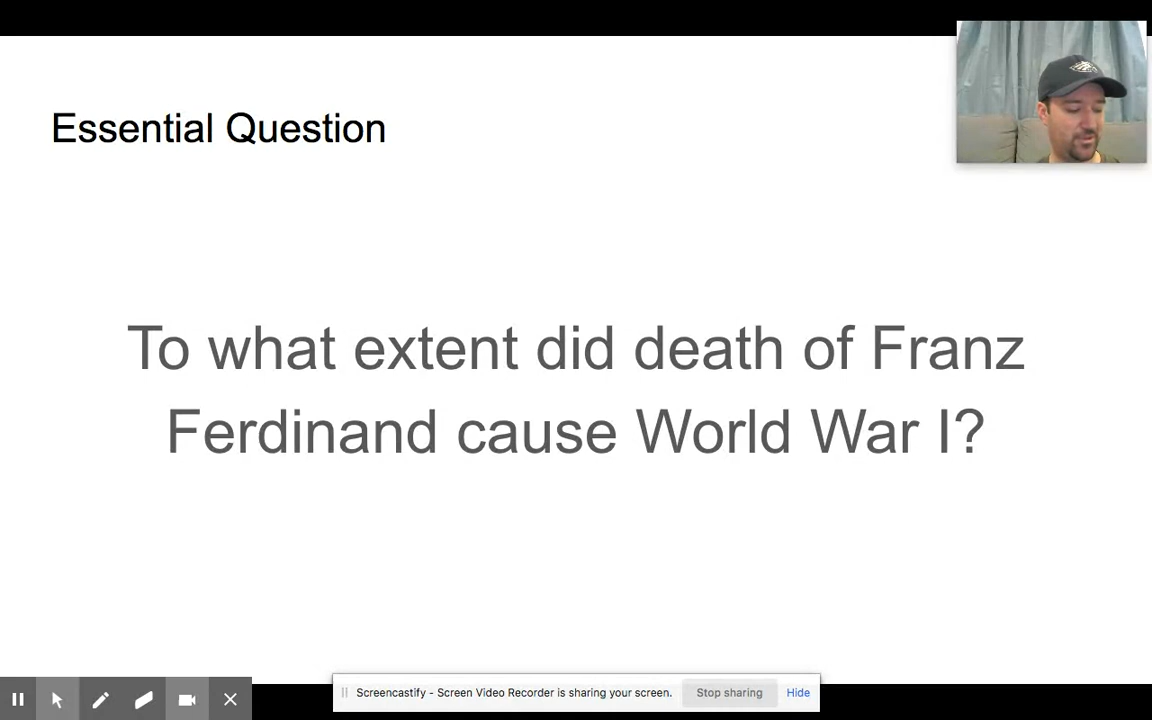 Essential Question
To what extent did death of Franz
Ferdinand cause World War I?
Screencastify - Screen Video Recorder is sharing your screen. Stop sharing Hide